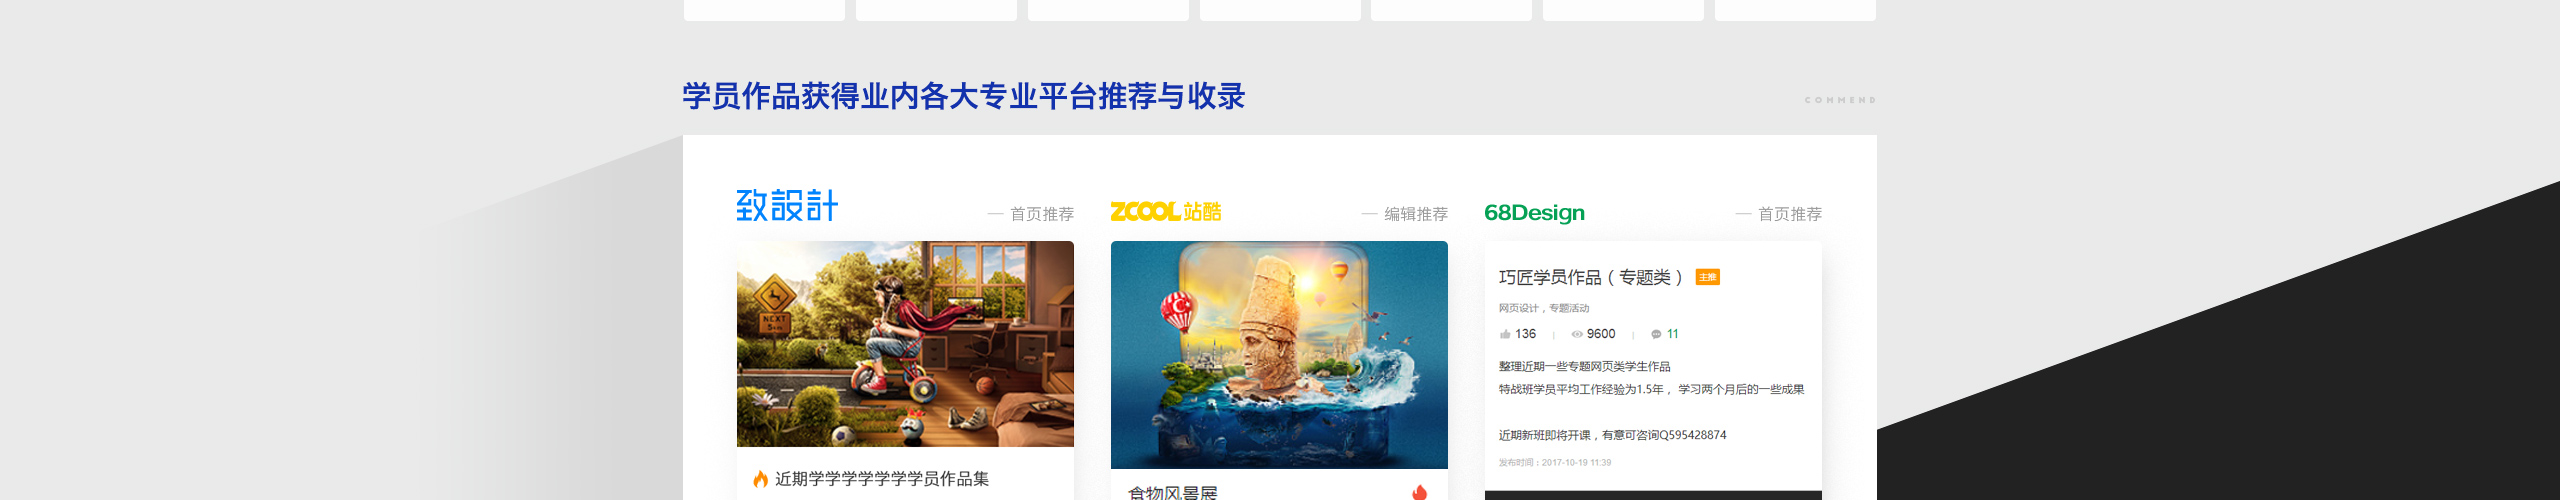 学员作品获得业内各大专业平台推荐与收录
COMMEND
致設計
— 首页推荐
ZCOOL 站酷
— 编辑推荐
68Design
— 首页推荐
NEXT
5km
近期学学学学学学学员作品集
食物风景展
巧匠学员作品（专题类） 主推
网页设计，专题活动
136 | 9600 | 11
整理近期一些专题网页类学生作品
特战班学员平均工作经验为1.5年， 学习两个月后的一些成果
近期新班即将开课，有意可咨询Q595428874
发布时间：2017-10-19 11:39